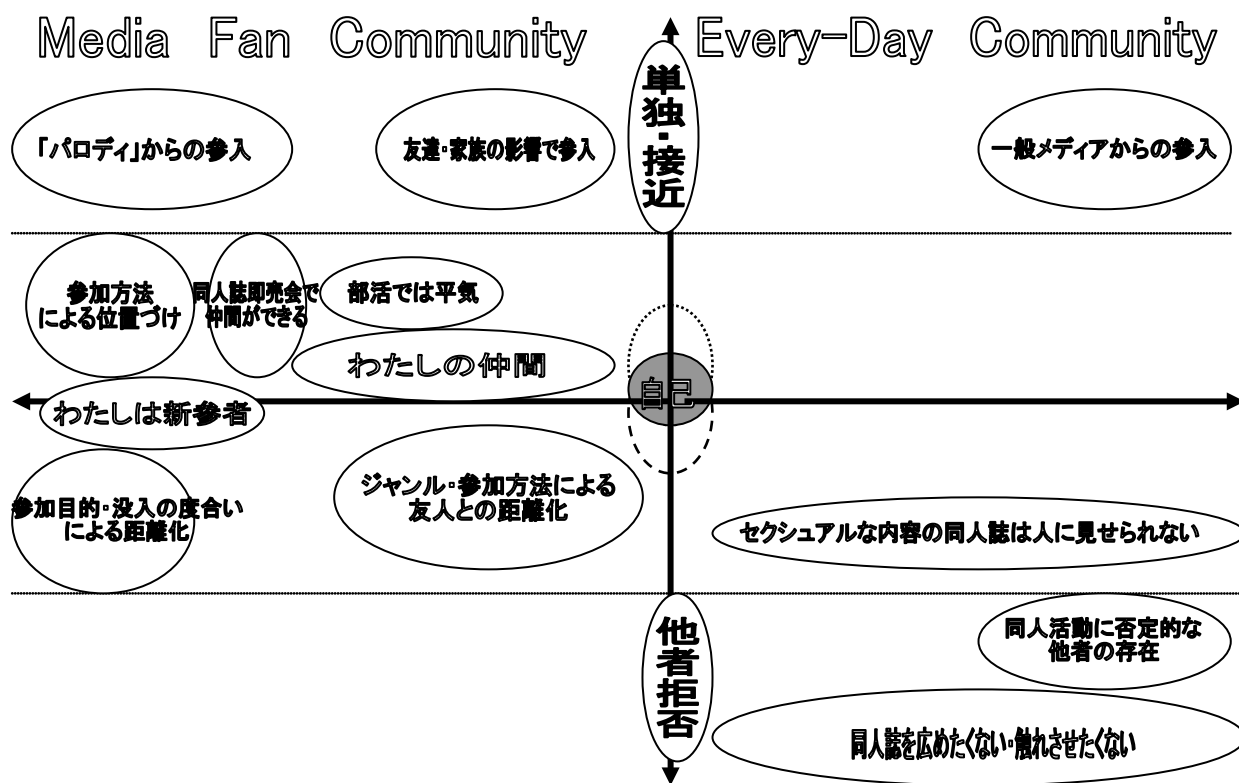 Media Fan Community
Every-Day Community
単独・接近
「パロディ」からの参入
友達・家族の影響で参入
一般メディアからの参入
参加方法
による位置づけ
同人誌即売会で
仲間ができる
部活では平気
わたしの仲間
自己
わたしは新参者
参加目的・没入の度合い
による距離化
ジャンル・参加方法による
友人との距離化
セクシュアルな内容の同人誌は人に見せられない
他者拒否
同人活動に否定的な
他者の存在
同人誌を広めたくない・触れさせたくない